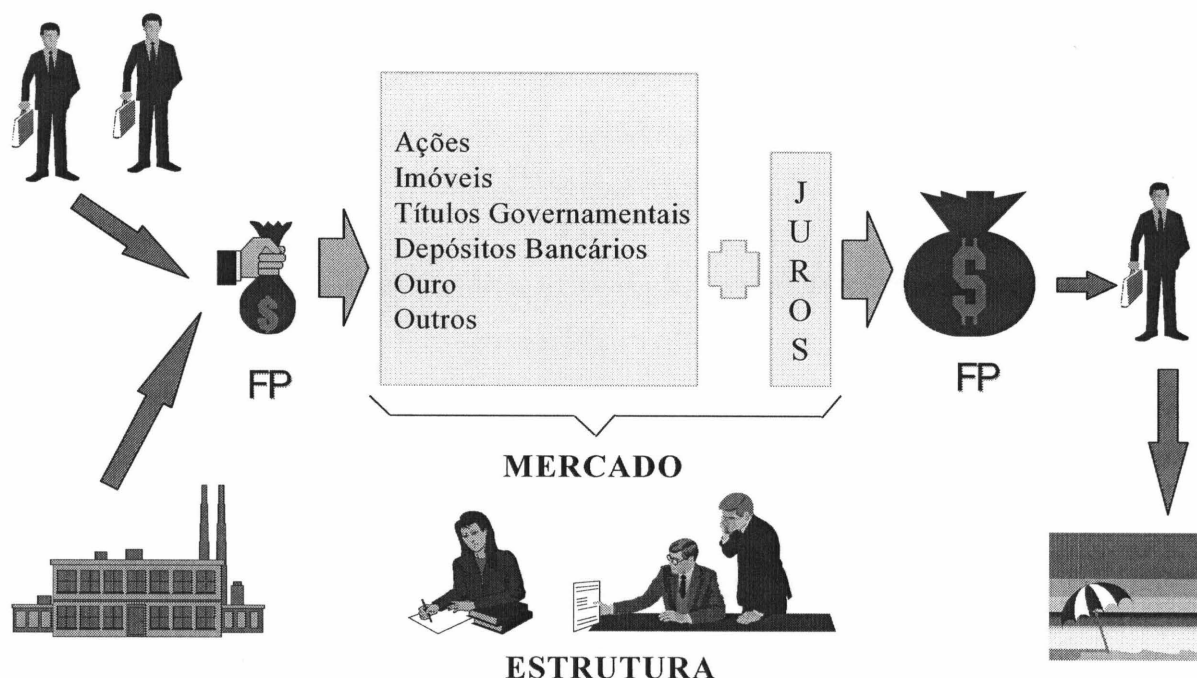 Ações
Imóveis
Títulos Governamentais
Depósitos Bancários
Ouro
Outros
J
U
R
O
S
$
FP
$
FP
MERCADO
ESTRUTURA